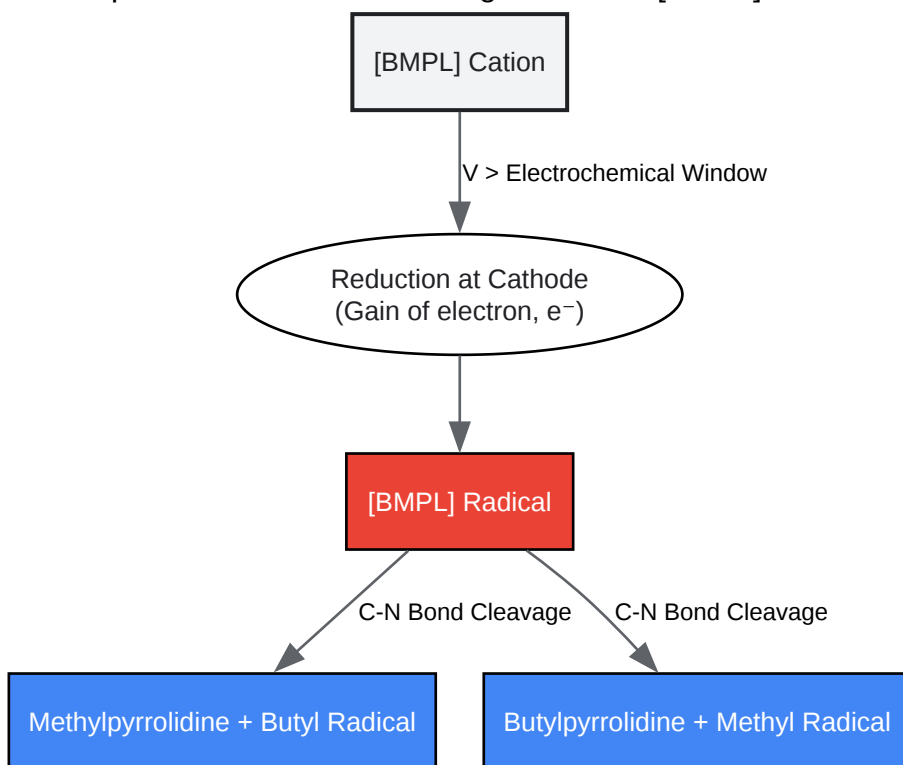 [BMPL] Cation
V > Electrochemical Window
Reduction at Cathode
(Gain of electron, e⁻)
[BMPL] Radical
C-N Bond Cleavage
C-N Bond Cleavage
Methylpyrrolidine + Butyl Radical
Butylpyrrolidine + Methyl Radical